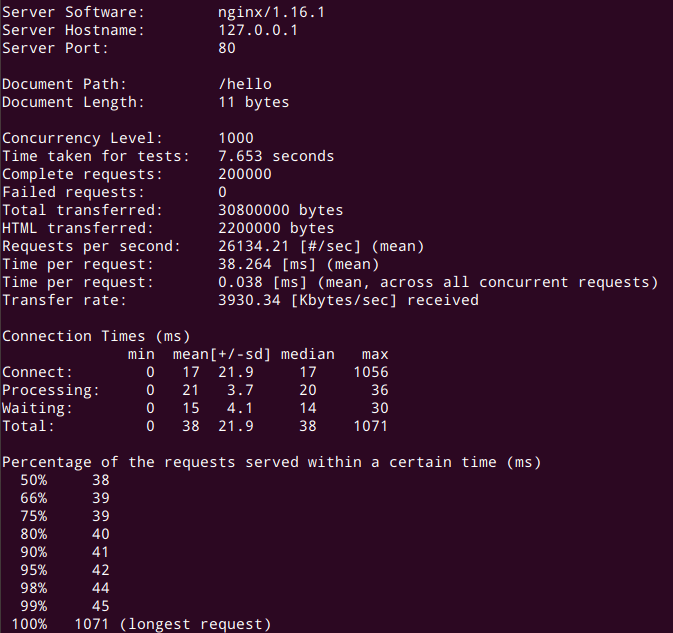 Server Software:        nginx/1.16.1
Server Hostname:        127.0.0.1
Server Port:            80

Document Path:          /hello
Document Length:        11 bytes

Concurrency Level:      1000
Time taken for tests:   7.653 seconds
Complete requests:      200000
Failed requests:        0
Total transferred:      30800000 bytes
HTML transferred:       2200000 bytes
Requests per second:    26134.21 [#/sec] (mean)
Time per request:       38.264 [ms] (mean)
Time per request:       0.038 [ms] (mean, across all concurrent requests)
Transfer rate:          3930.34 [Kbytes/sec] received

Connection Times (ms)
              min  mean[+/-sd] median   max
Connect:        0   17  21.9     17    1056
Processing:     0   21   3.7     20      36
Waiting:        0   15   4.1     14      30
Total:          0   38  21.9     38    1071

Percentage of the requests served within a certain time (ms)
  50%     38
  66%     39
  75%     39
  80%     40
  90%     41
  95%     42
  98%     44
  99%     45
 100%   1071 (longest request)